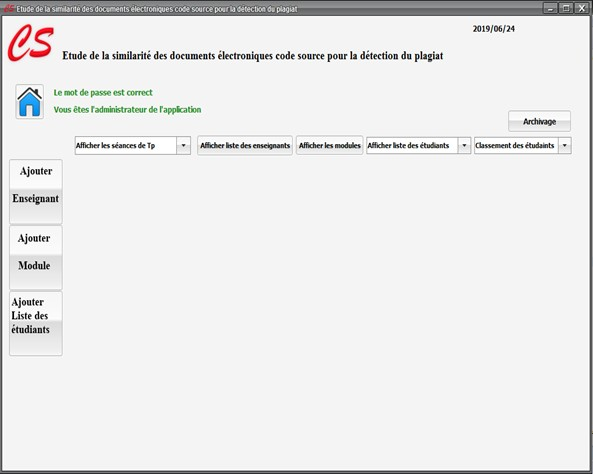 CS Etude de la similarité des documents électroniques code source pour la détection du plagiat
2019/06/24
CS
Etude de la similarité des documents électroniques code source pour la détection du plagiat
Le mot de passe est correct
Vous êtes l'administrateur de l'application
Archivage
Afficher les séances de Tp
Afficher liste des enseignants
Afficher les modules
Afficher liste des étudiants
Classement des étudaints
Ajouter
Enseignant
Ajouter
Module
Ajouter
Liste des
étudiants